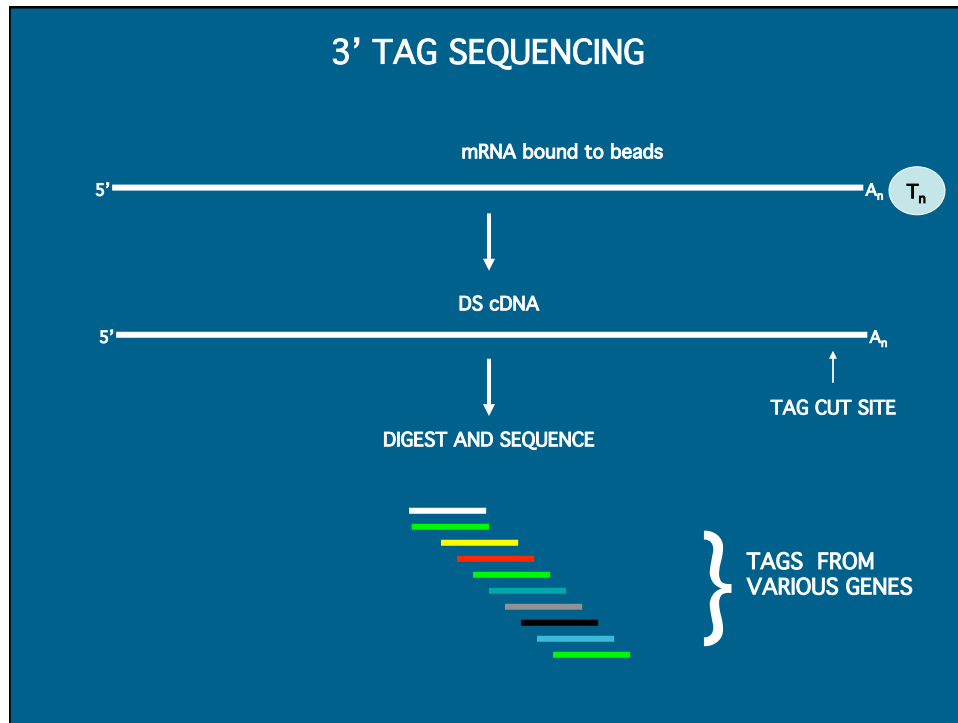 3’ TAG SEQUENCING
mRNA bound to beads
5’ An Tn
DS cDNA
5’ An
TAG CUT SITE
DIGEST AND SEQUENCE
TAGS FROM
VARIOUS GENES